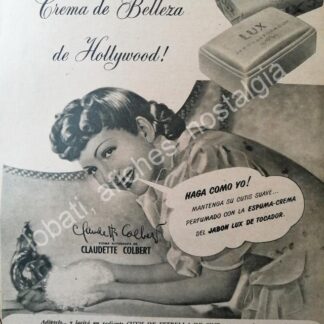 Crema de Belleza
de Hollywood!
LUX
HAGA COMO YO!
MANTENGA SU CUTIS SUAVE...
PERFUMADO CON LA ESPUMA-CREMA
DEL JABON LUX DE TOCADOR.
Claudette Colbert
CLAUDETTE COLBERT